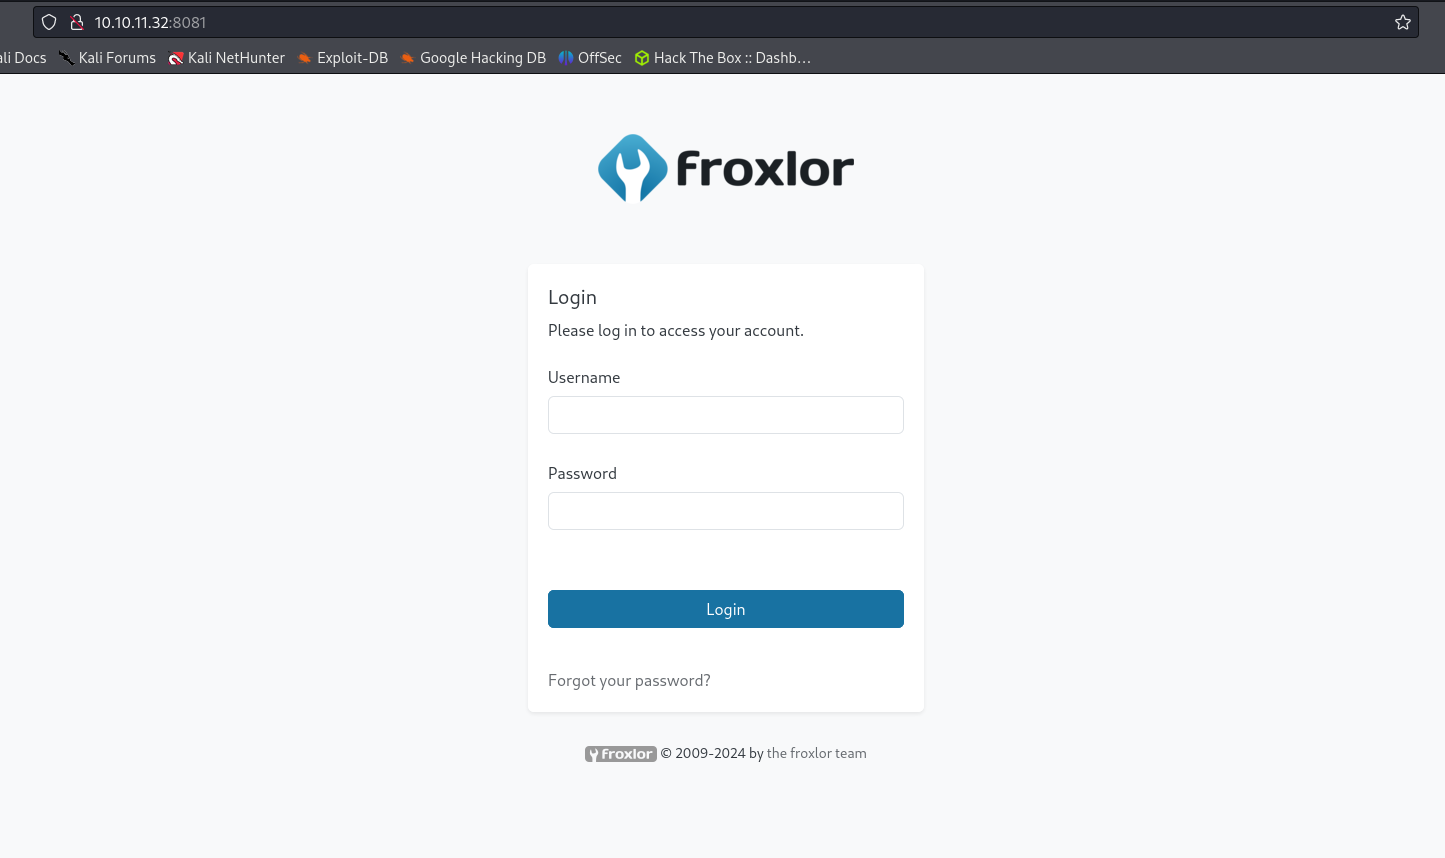 10.10.11.32:8081
ali Docs Kali Forums Kali NetHunter Exploit-DB Google Hacking DB OffSec Hack The Box :: Dashb…
froxlor
Login
Please log in to access your account.
Username
Password
Login
Forgot your password?
froxlor © 2009-2024 by the froxlor team